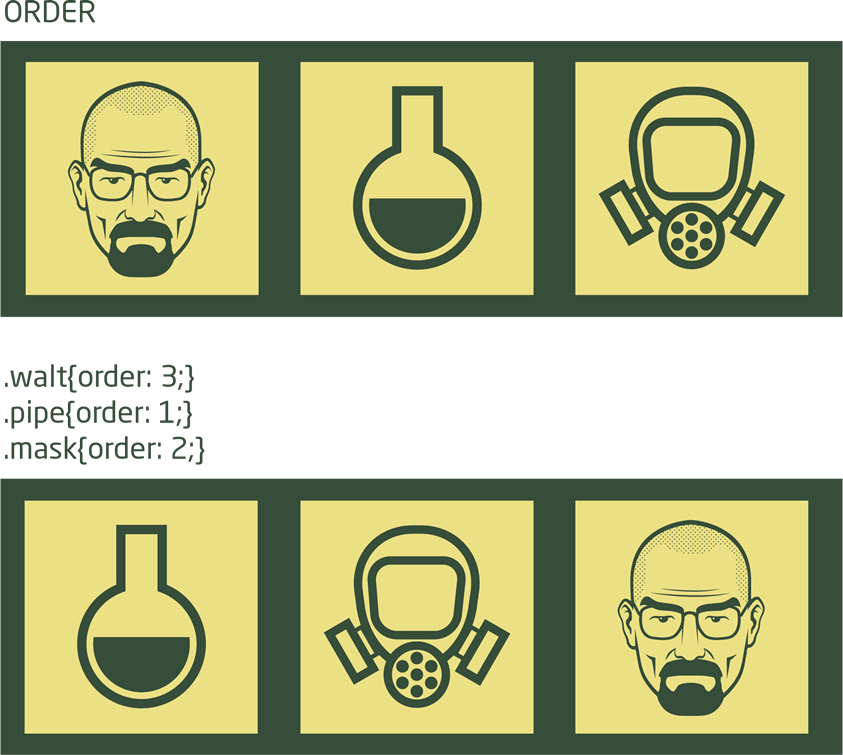 ORDER
.walt{order: 3;}
.pipe{order: 1;}
.mask{order: 2;}